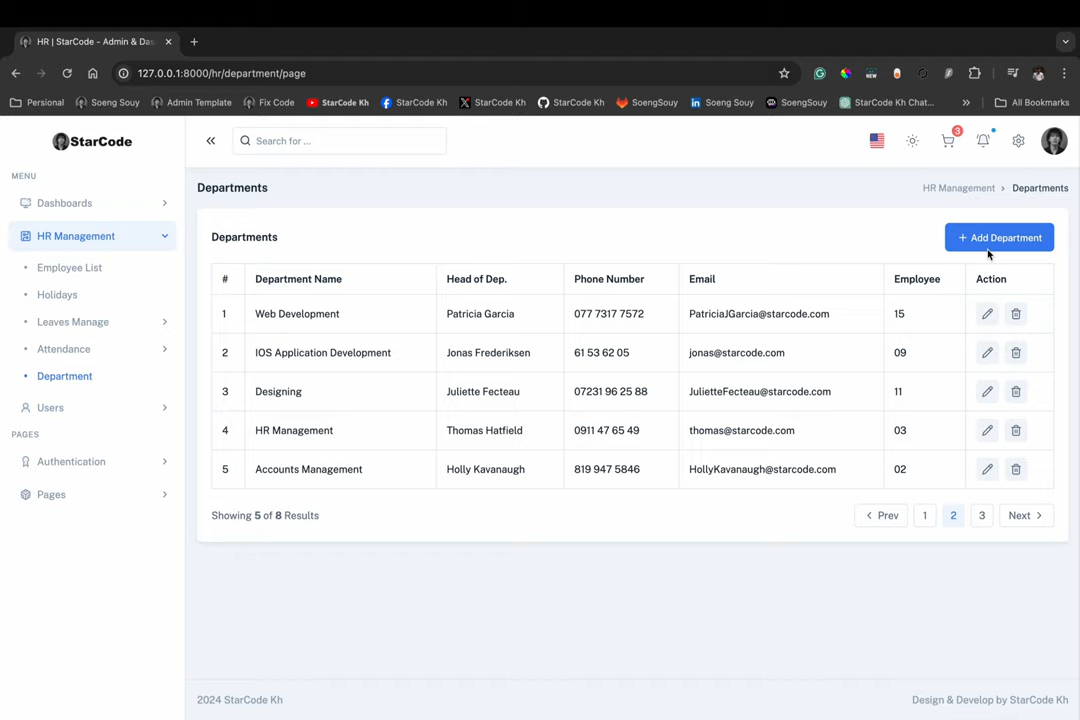 HR | StarCode - Admin & Das
127.0.0.1:8000/hr/department/page
Personal
Soeng Souy
Admin Template
Fix Code
StarCode Kh
StarCode Kh
StarCode Kh
StarCode Kh
SoengSouy
Soeng Souy
SoengSouy
StarCode Kh Chat...
All Bookmarks
StarCode
Search for ...
3
MENU
Dashboards
HR Management
Employee List
Holidays
Leaves Manage
Attendance
Department
Users
PAGES
Authentication
Pages
Departments
HR Management > Departments
Departments
+ Add Department
# Department Name Head of Dep. Phone Number Email Employee Action
1 Web Development Patricia Garcia 077 7317 7572 PatriciaJGarcia@starcode.com 15
2 IOS Application Development Jonas Frederiksen 61 53 62 05 jonas@starcode.com 09
3 Designing Juliette Fecteau 07231 96 25 88 JulietteFecteau@starcode.com 11
4 HR Management Thomas Hatfield 0911 47 65 49 thomas@starcode.com 03
5 Accounts Management Holly Kavanaugh 819 947 5846 HollyKavanaugh@starcode.com 02
Showing 5 of 8 Results
Prev 1 2 3 Next
2024 StarCode Kh
Design & Develop by StarCode Kh